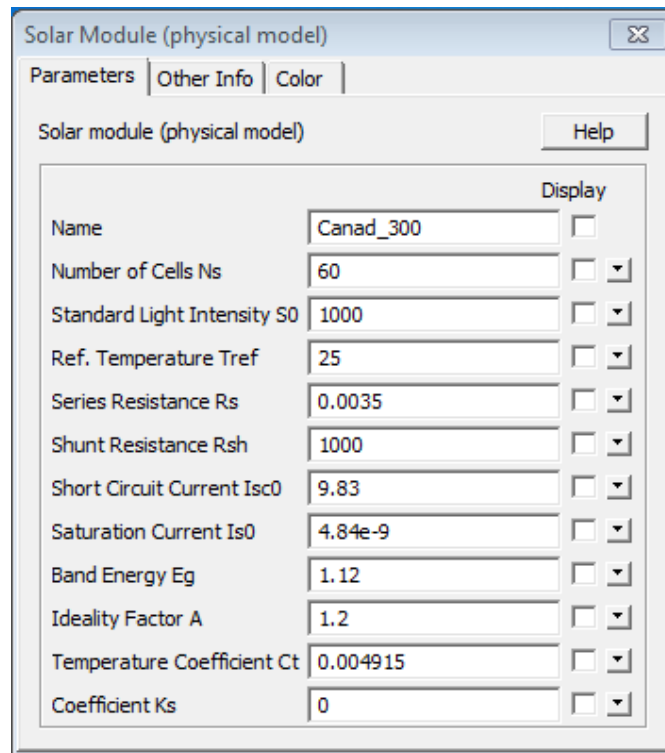 Solar Module (physical model)
Parameters Other Info Color
Solar module (physical model) Help
Display
Name Canad_300
Number of Cells Ns 60
Standard Light Intensity S0 1000
Ref. Temperature Tref 25
Series Resistance Rs 0.0035
Shunt Resistance Rsh 1000
Short Circuit Current Isc0 9.83
Saturation Current Is0 4.84e-9
Band Energy Eg 1.12
Ideality Factor A 1.2
Temperature Coefficient Ct 0.004915
Coefficient Ks 0